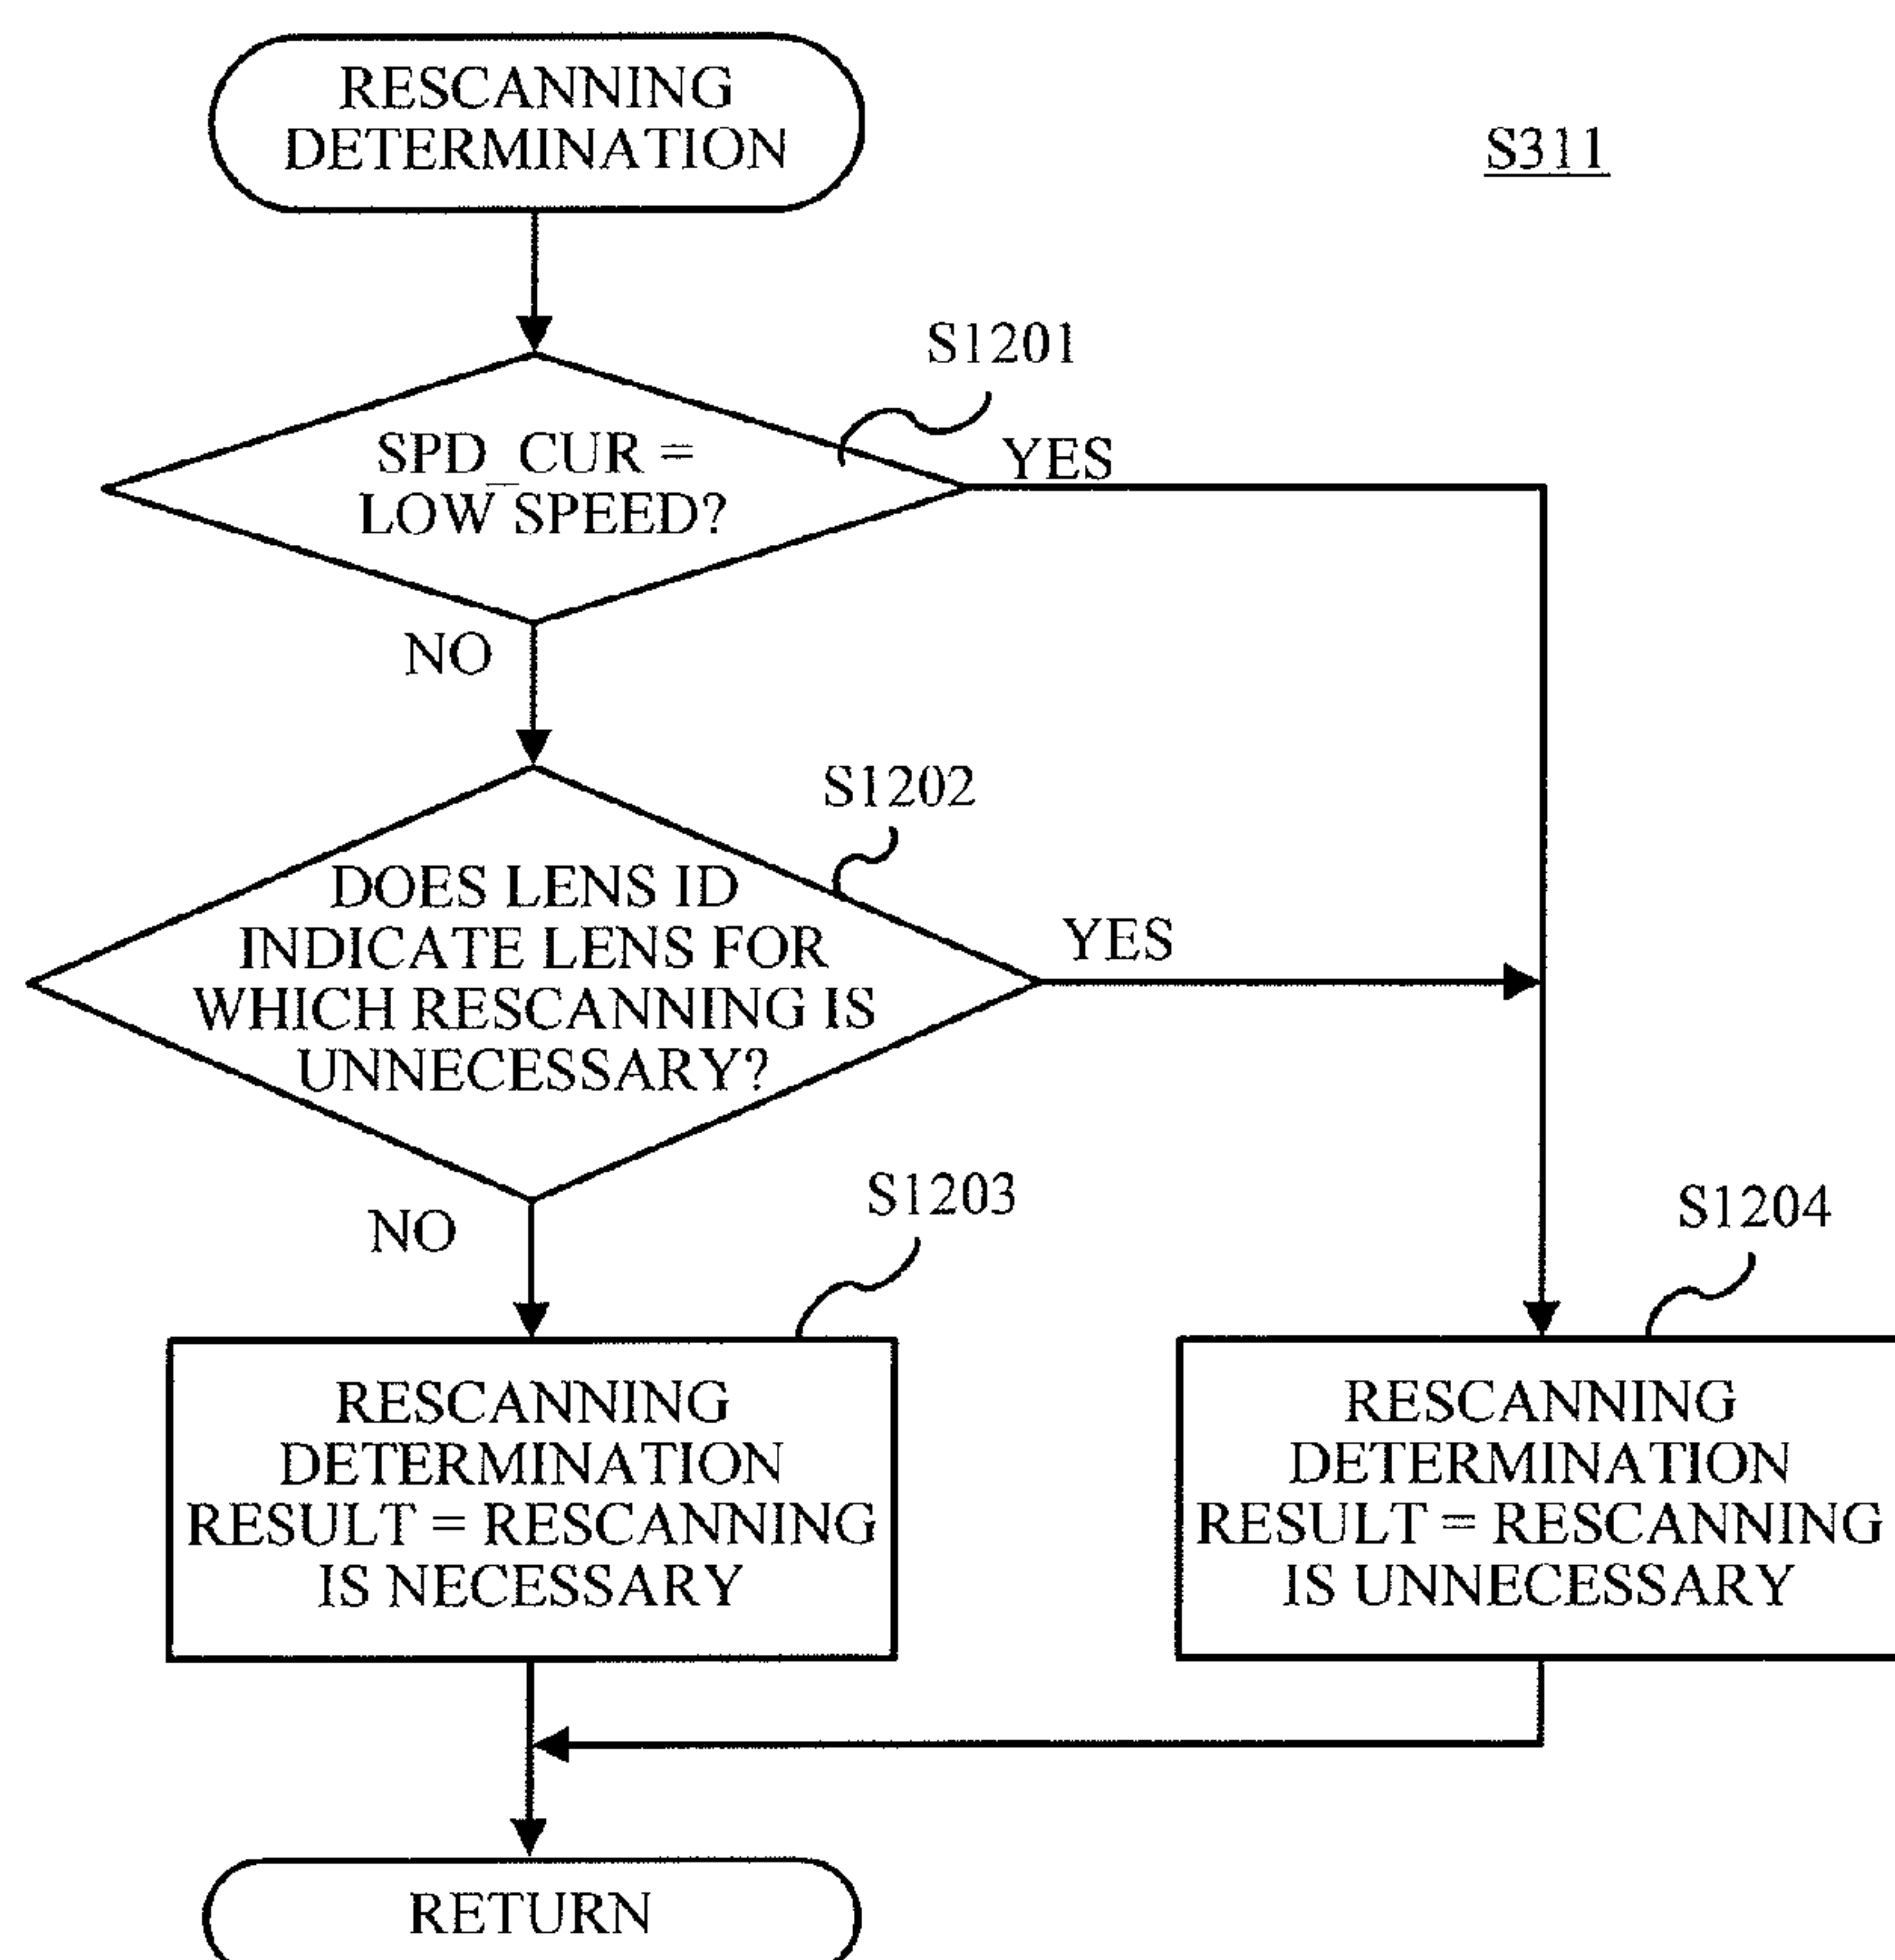 RESCANNING
DETERMINATION
S311
S1201
SPD_CUR =
LOW SPEED?
YES
NO
S1202
DOES LENS ID
INDICATE LENS FOR
WHICH RESCANNING IS
UNNECESSARY?
YES
NO
S1203
S1204
RESCANNING
DETERMINATION
RESULT = RESCANNING
IS NECESSARY
RESCANNING
DETERMINATION
RESULT = RESCANNING
IS UNNECESSARY
RETURN